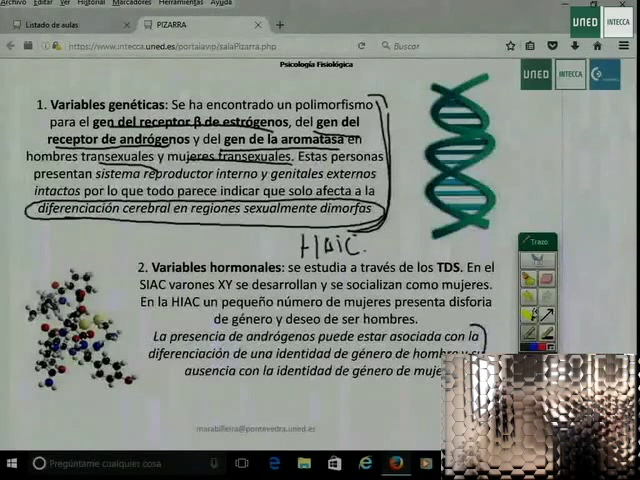 Archivo Editar Ver Historial Marcadores Herramientas Ayuda
Listado de aulas: PIZARRA
https://www.intecca.uned.es/portalavip/salaPizarra.php
Buscar
UNED INTECCA
Psicología Fisiológica
UNED INTECCA
1. Variables genéticas: Se ha encontrado un polimorfismo
para el gen del receptor β de estrógenos, del gen del
receptor de andrógenos y del gen de la aromatasa en
hombres transexuales y mujeres transexuales. Estas personas
presentan sistema reproductor interno y genitales externos
intactos por lo que todo parece indicar que solo afecta a la
diferenciación cerebral en regiones sexualmente dimorfas
HAIC.
2. Variables hormonales: se estudia a través de los TDS. En el
SIAC varones XY se desarrollan y se socializan como mujeres.
En la HIAC un pequeño número de mujeres presenta disforia
de género y deseo de ser hombres.
La presencia de andrógenos puede estar asociada con la
diferenciación de una identidad de género de hombre y su
ausencia con la identidad de género de muje
Trazo
marabilleira@pontevedra.uned.es
Pregúntame cualquier cosa